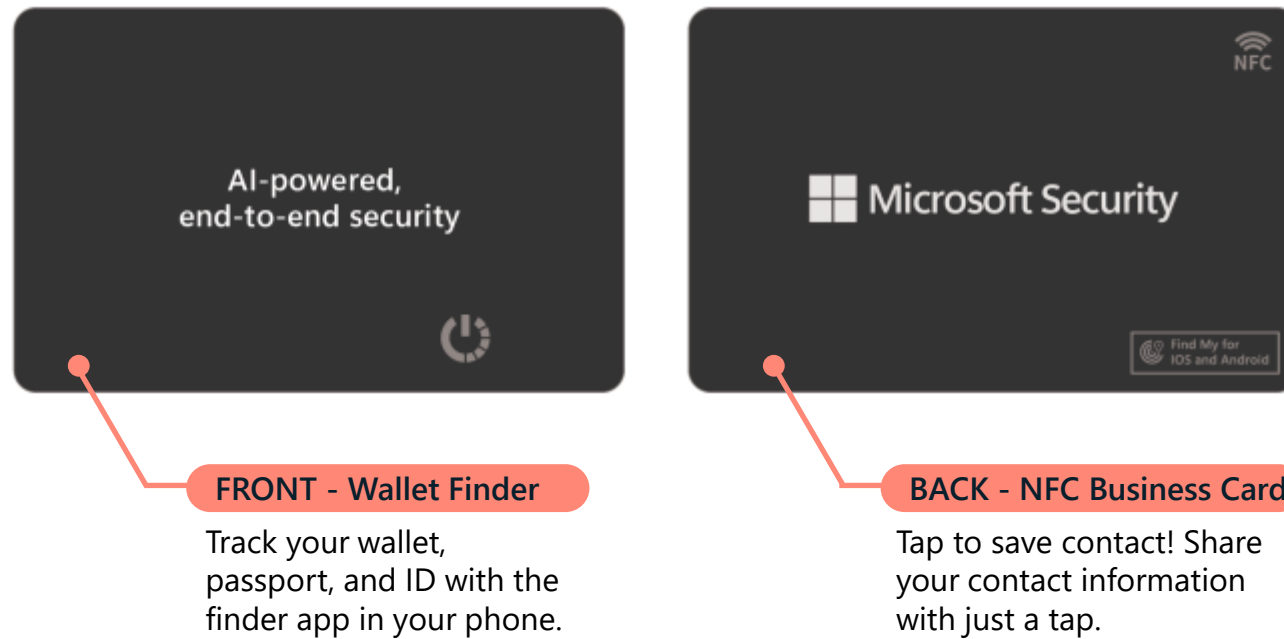 AI-powered,
end-to-end security
FRONT - Wallet Finder
Track your wallet,
passport, and ID with the
finder app in your phone.
NFC
Microsoft Security
Find My for
IOS and Android
BACK - NFC Business Card
Tap to save contact! Share
your contact information
with just a tap.